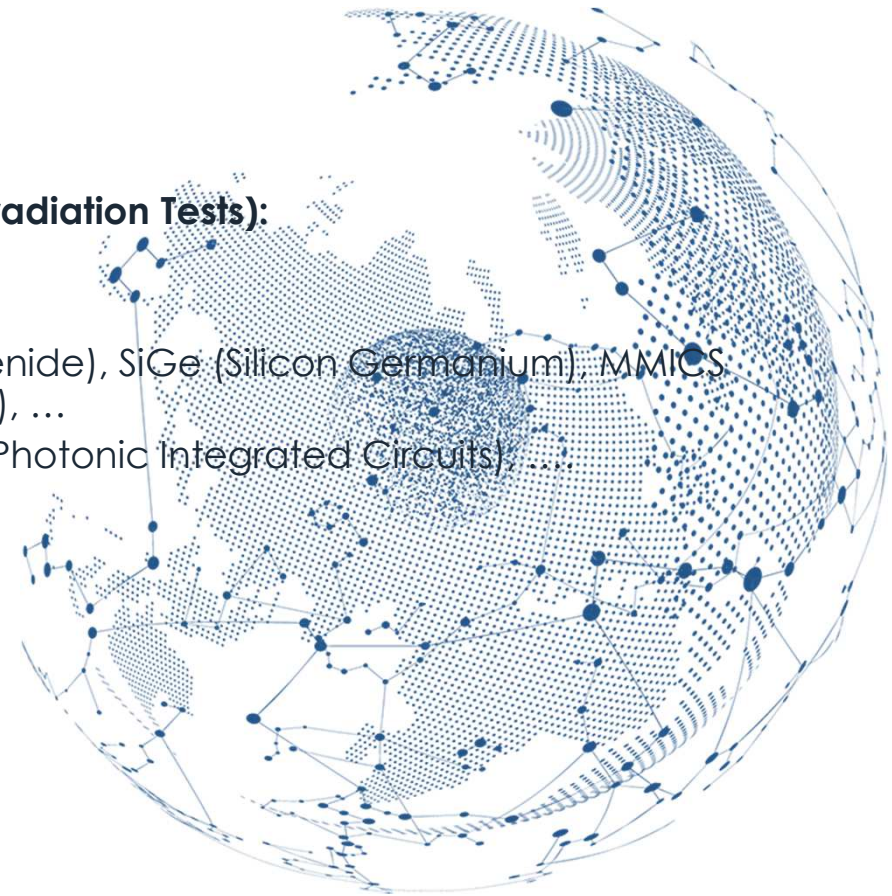 adiation Tests):
enide), SiGe (Silicon Germanium), MMICS
), …
Photonic Integrated Circuits), ....